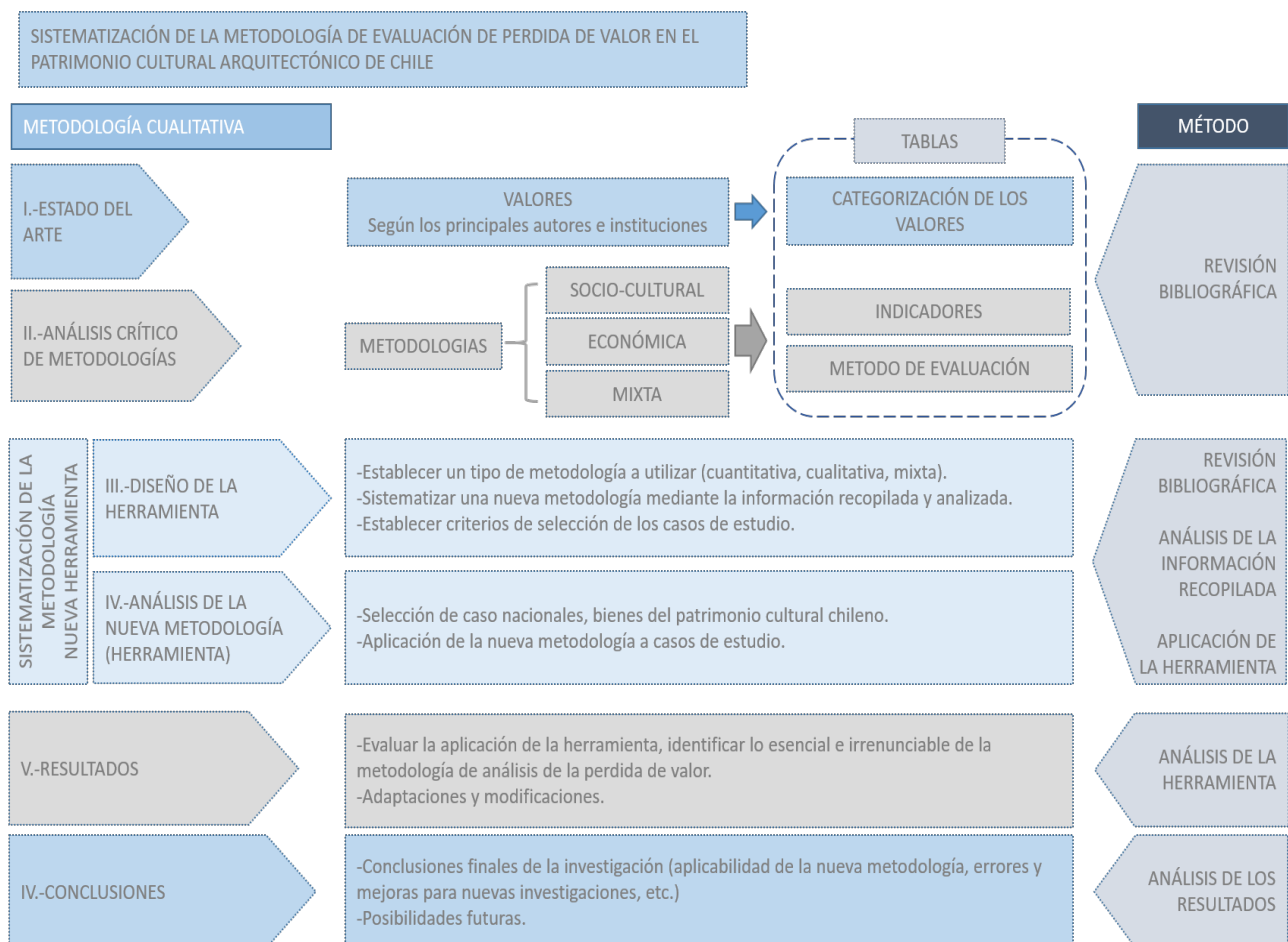 SISTEMATIZACIÓN DE LA METODOLOGÍA DE EVALUACIÓN DE PERDIDA DE VALOR EN EL
PATRIMONIO CULTURAL ARQUITECTÓNICO DE CHILE
METODOLOGÍA CUALITATIVA
MÉTODO
TABLAS
I.-ESTADO DEL
ARTE
VALORES
Según los principales autores e instituciones
CATEGORIZACIÓN DE LOS
VALORES
REVISIÓN
BIBLIOGRÁFICA
II.-ANÁLISIS CRÍTICO
DE METODOLOGÍAS
METODOLOGIAS
SOCIO-CULTURAL
ECONÓMICA
MIXTA
INDICADORES
METODO DE EVALUACIÓN
SISTEMATIZACIÓN DE LA
METODOLOGÍA
NUEVA HERRAMIENTA
III.-DISEÑO DE LA
HERRAMIENTA
-Establecer un tipo de metodología a utilizar (cuantitativa, cualitativa, mixta).
-Sistematizar una nueva metodología mediante la información recopilada y analizada.
-Establecer criterios de selección de los casos de estudio.
REVISIÓN
BIBLIOGRÁFICA
ANÁLISIS DE LA
INFORMACIÓN
RECOPILADA
APLICACIÓN DE
LA HERRAMIENTA
IV.-ANÁLISIS DE LA
NUEVA METODOLOGÍA
(HERRAMIENTA)
-Selección de caso nacionales, bienes del patrimonio cultural chileno.
-Aplicación de la nueva metodología a casos de estudio.
V.-RESULTADOS
-Evaluar la aplicación de la herramienta, identificar lo esencial e irrenunciable de la
metodología de análisis de la perdida de valor.
-Adaptaciones y modificaciones.
ANÁLISIS DE LA
HERRAMIENTA
IV.-CONCLUSIONES
-Conclusiones finales de la investigación (aplicabilidad de la nueva metodología, errores y
mejoras para nuevas investigaciones, etc.)
-Posibilidades futuras.
ANÁLISIS DE LOS
RESULTADOS